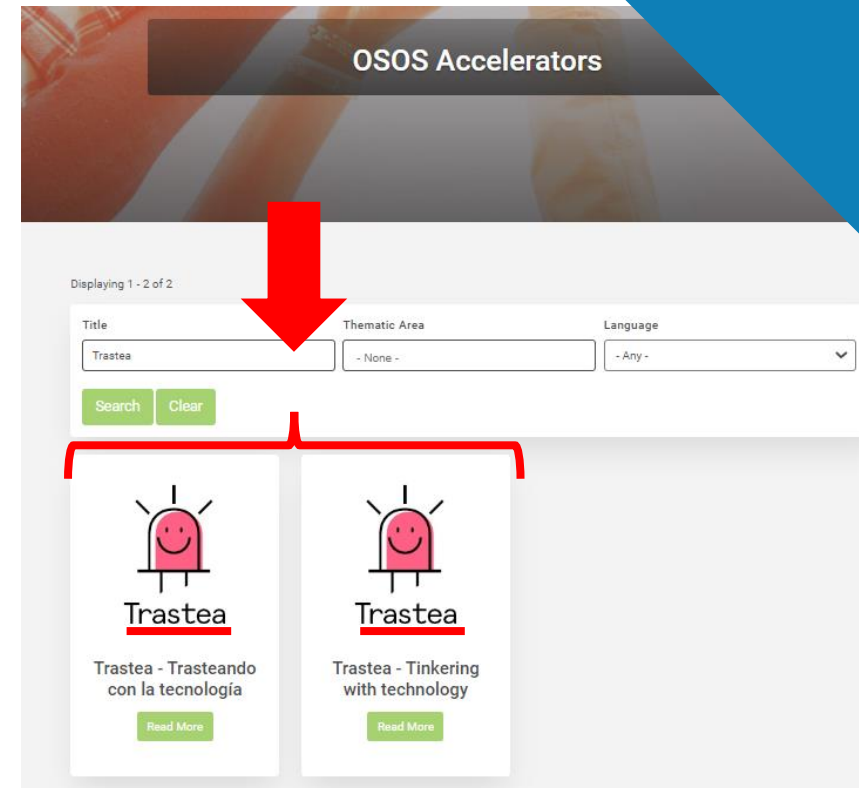 OSOS Accelerators
Displaying 1 - 2 of 2
Title Thematic Area Language
Trastea - None - - Any -
Search Clear
Trastea Trastea
Trastea - Trasteando
con la tecnología
Read More
Trastea - Tinkering
with technology
Read More